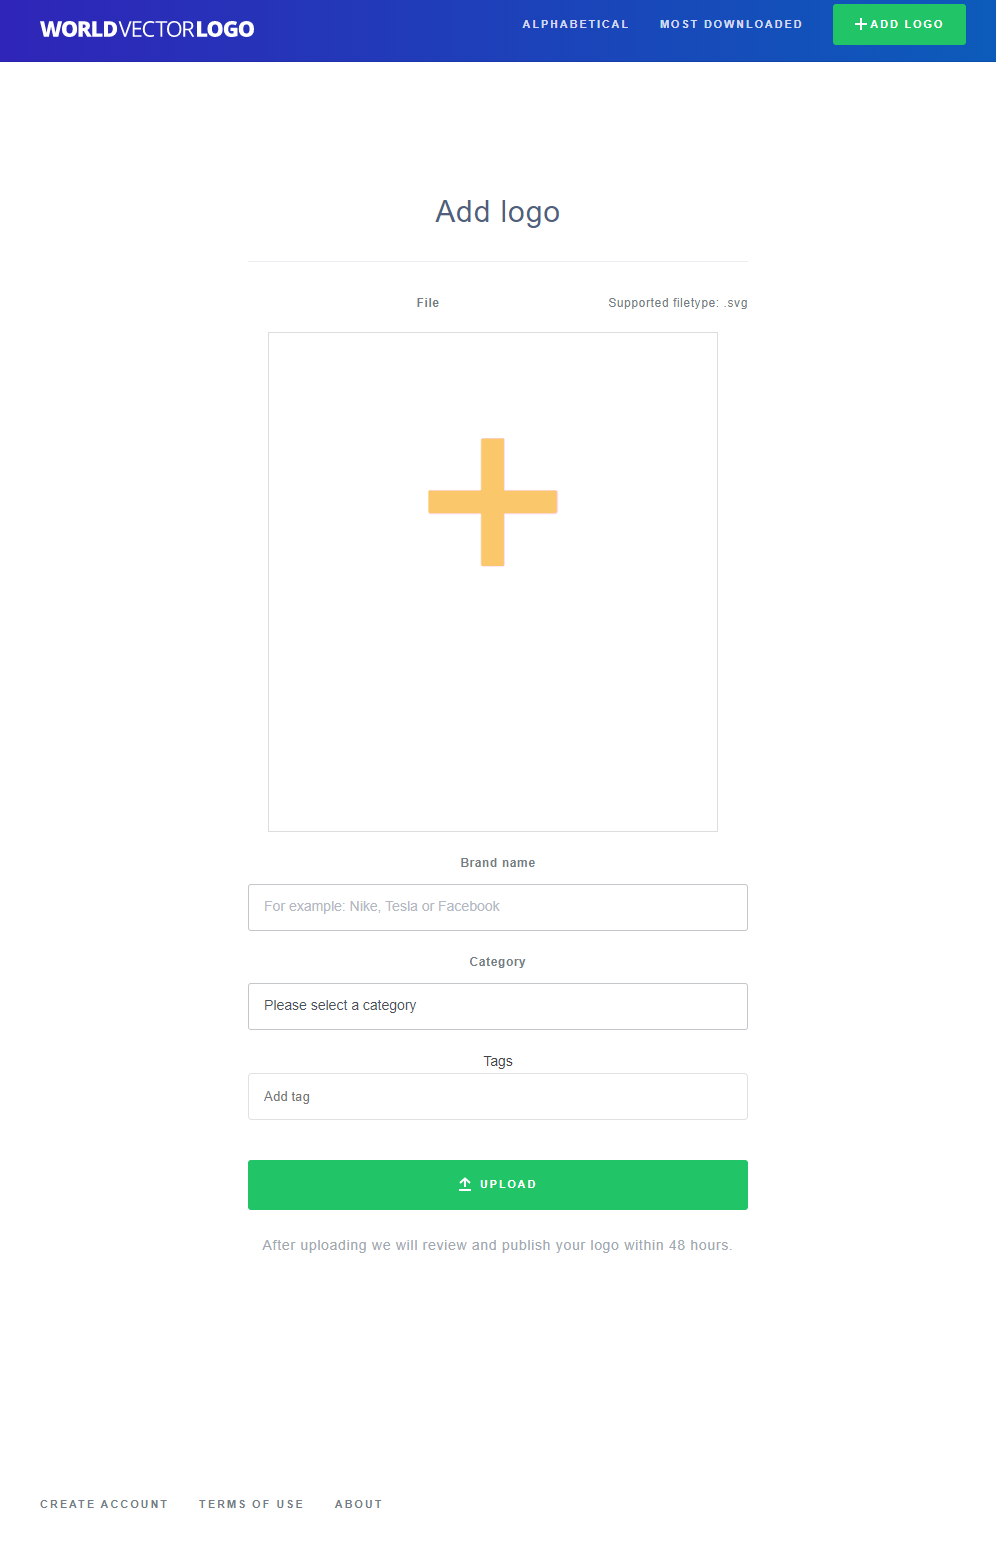 WORLDVECTORLOGO
ALPHABETICAL
MOST DOWNLOADED
ADD LOGO
Add logo
File
Supported filetype: .svg
Brand name
For example: Nike, Tesla or Facebook
Category
Please select a category
Tags
Add tag
UPLOAD
After uploading we will review and publish your logo within 48 hours.
CREATE ACCOUNT
TERMS OF USE
ABOUT